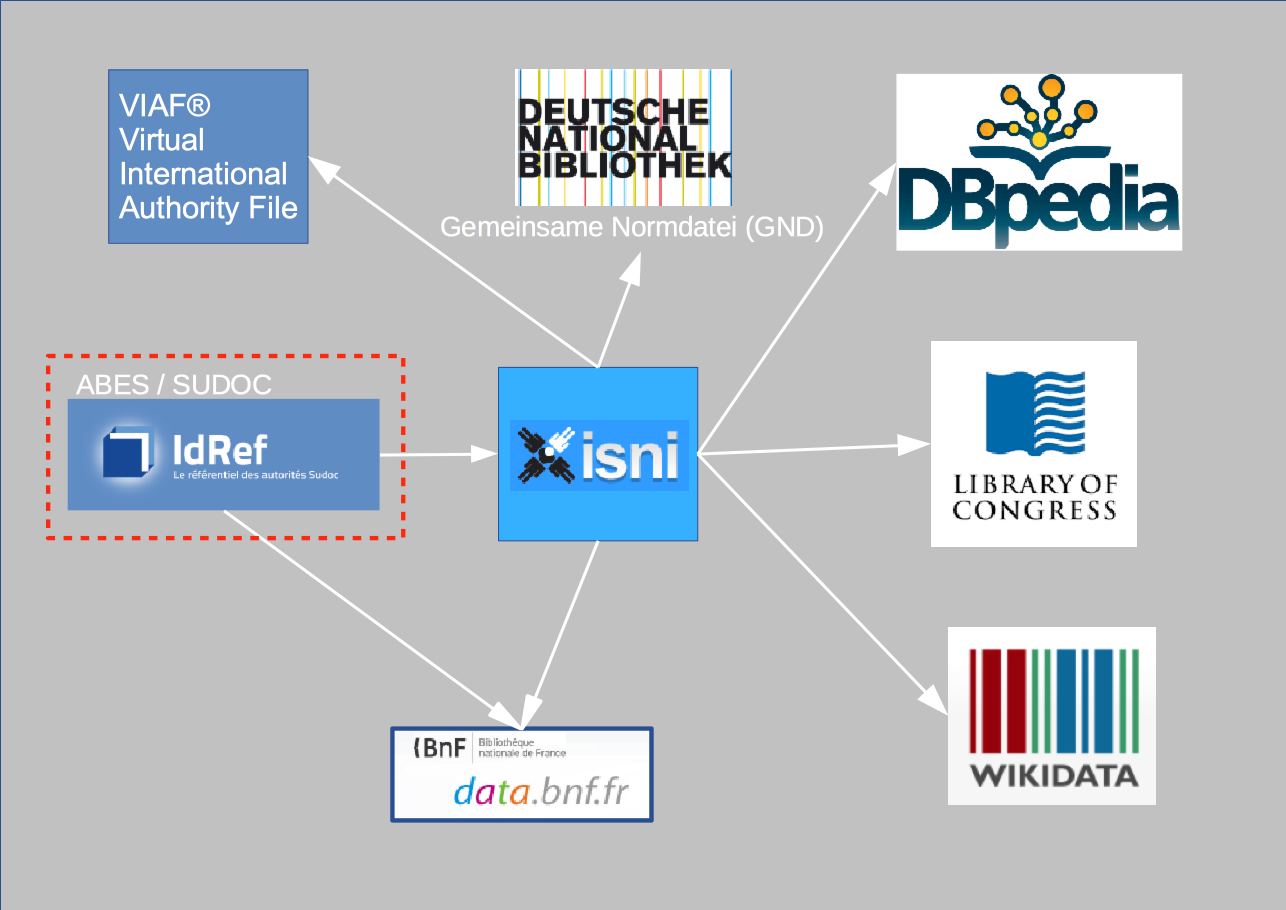 VIAF®
Virtual
International
Authority File
DEUTSCHE
NATIONAL
BIBLIOTHEK
Gemeinsame Normdatei (GND)
DBpedia
ABES / SUDOC
IdRef
Le référentiel des autorités Sudoc
isni
LIBRARY OF
CONGRESS
WIKIDATA
{BnF
Bibliothèque
nationale de France
data.bnf.fr